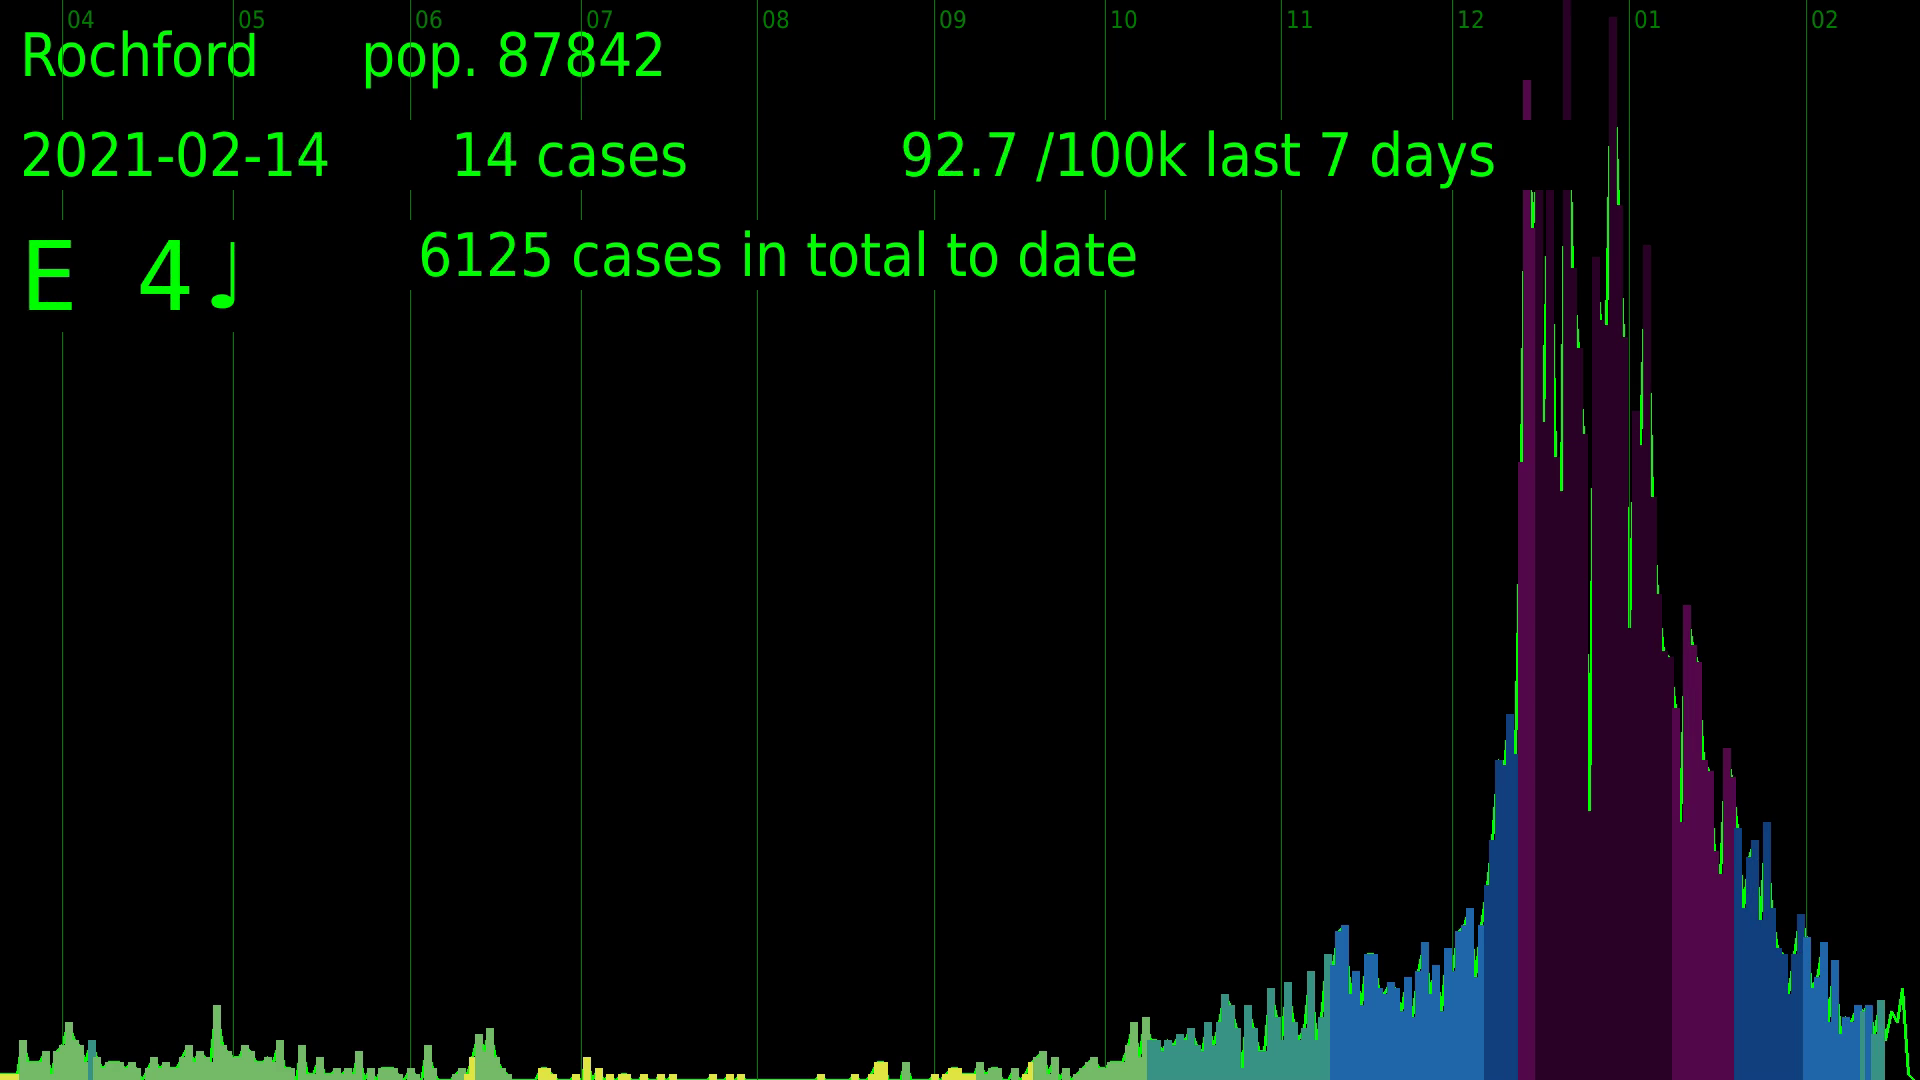 04 05 06 07 08 09 10 11 12 01 02
Rochford pop. 87842
2021-02-14 14 cases 92.7 /100k last 7 days
E 4♩ 6125 cases in total to date